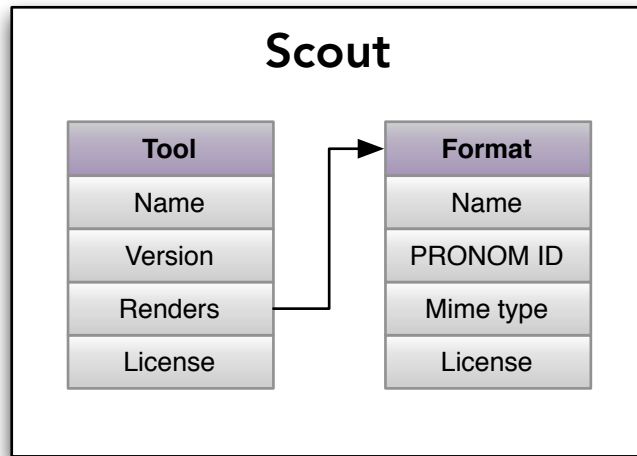 Scout
Tool
Name
Version
Renders
License
Format
Name
PRONOM ID
Mime type
License